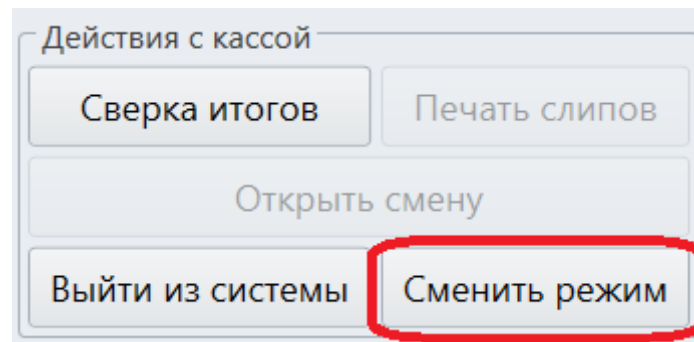 Действия с кассой
Сверка итогов Печать слипов
Открыть смену
Выйти из системы Сменить режим